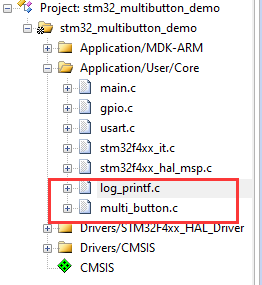 Project: stm32_multibutton_demo
stm32_multibutton_demo
Application/MDK-ARM
Application/User/Core
main.c
gpio.c
usart.c
stm32f4xx_it.c
stm32f4xx_hal_msp.c
log_printf.c
multi_button.c
Drivers/STM32F4xx_HAL_Driver
Drivers/CMSIS
CMSIS